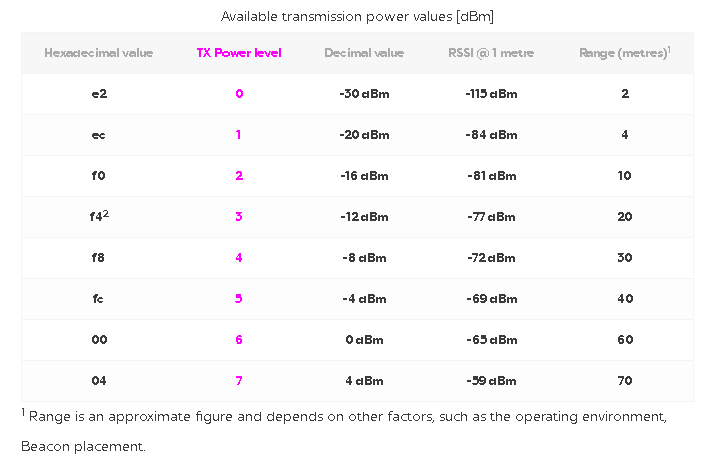 Available transmission power values [dBm]
Hexadecimal value TX Power level Decimal value RSSI @ 1 metre Range (metres)¹
e2 0 -30 dBm -115 dBm 2
ec 1 -20 dBm -84 dBm 4
f0 2 -16 dBm -81 dBm 10
f4² 3 -12 dBm -77 dBm 20
f8 4 -8 dBm -72 dBm 30
fc 5 -4 dBm -69 dBm 40
00 6 0 dBm -65 dBm 60
04 7 4 dBm -59 dBm 70
¹ Range is an approximate figure and depends on other factors, such as the operating environment,
Beacon placement.